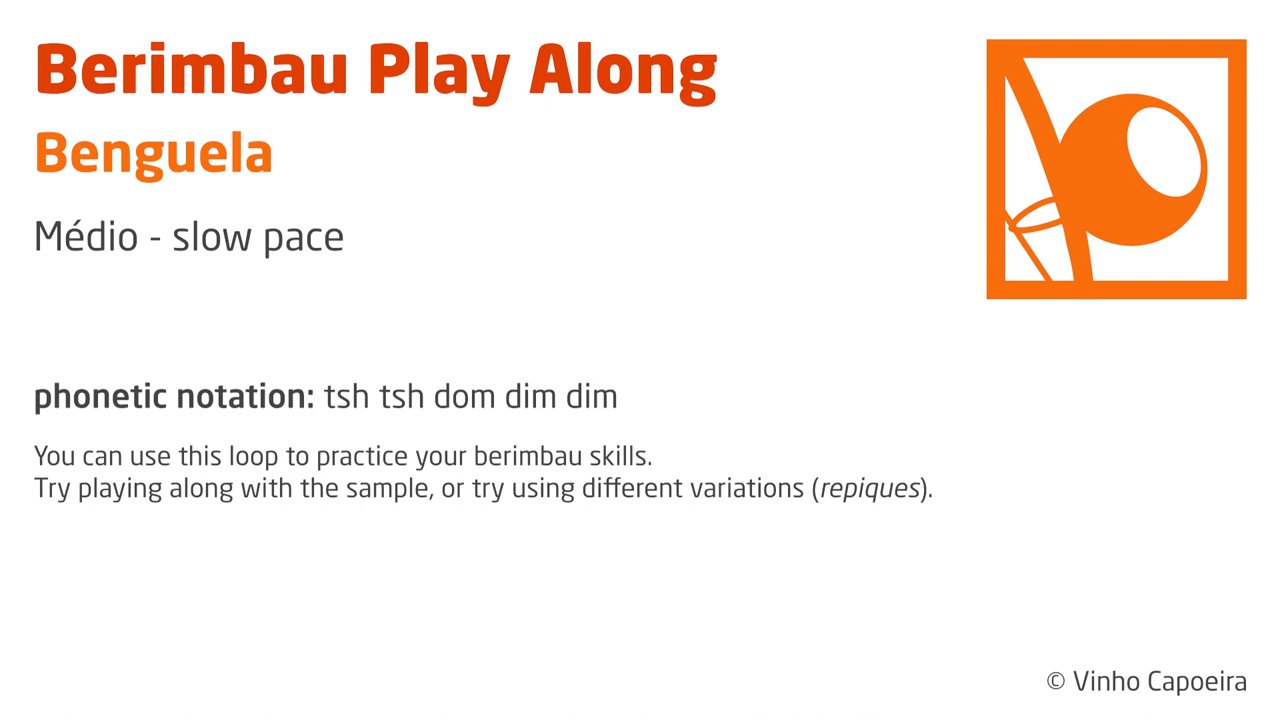 Berimbau Play Along
Benguela
Médio - slow pace
phonetic notation: tsh tsh dom dim dim
You can use this loop to practice your berimbau skills.
Try playing along with the sample, or try using different variations (repiques).
© Vinho Capoeira